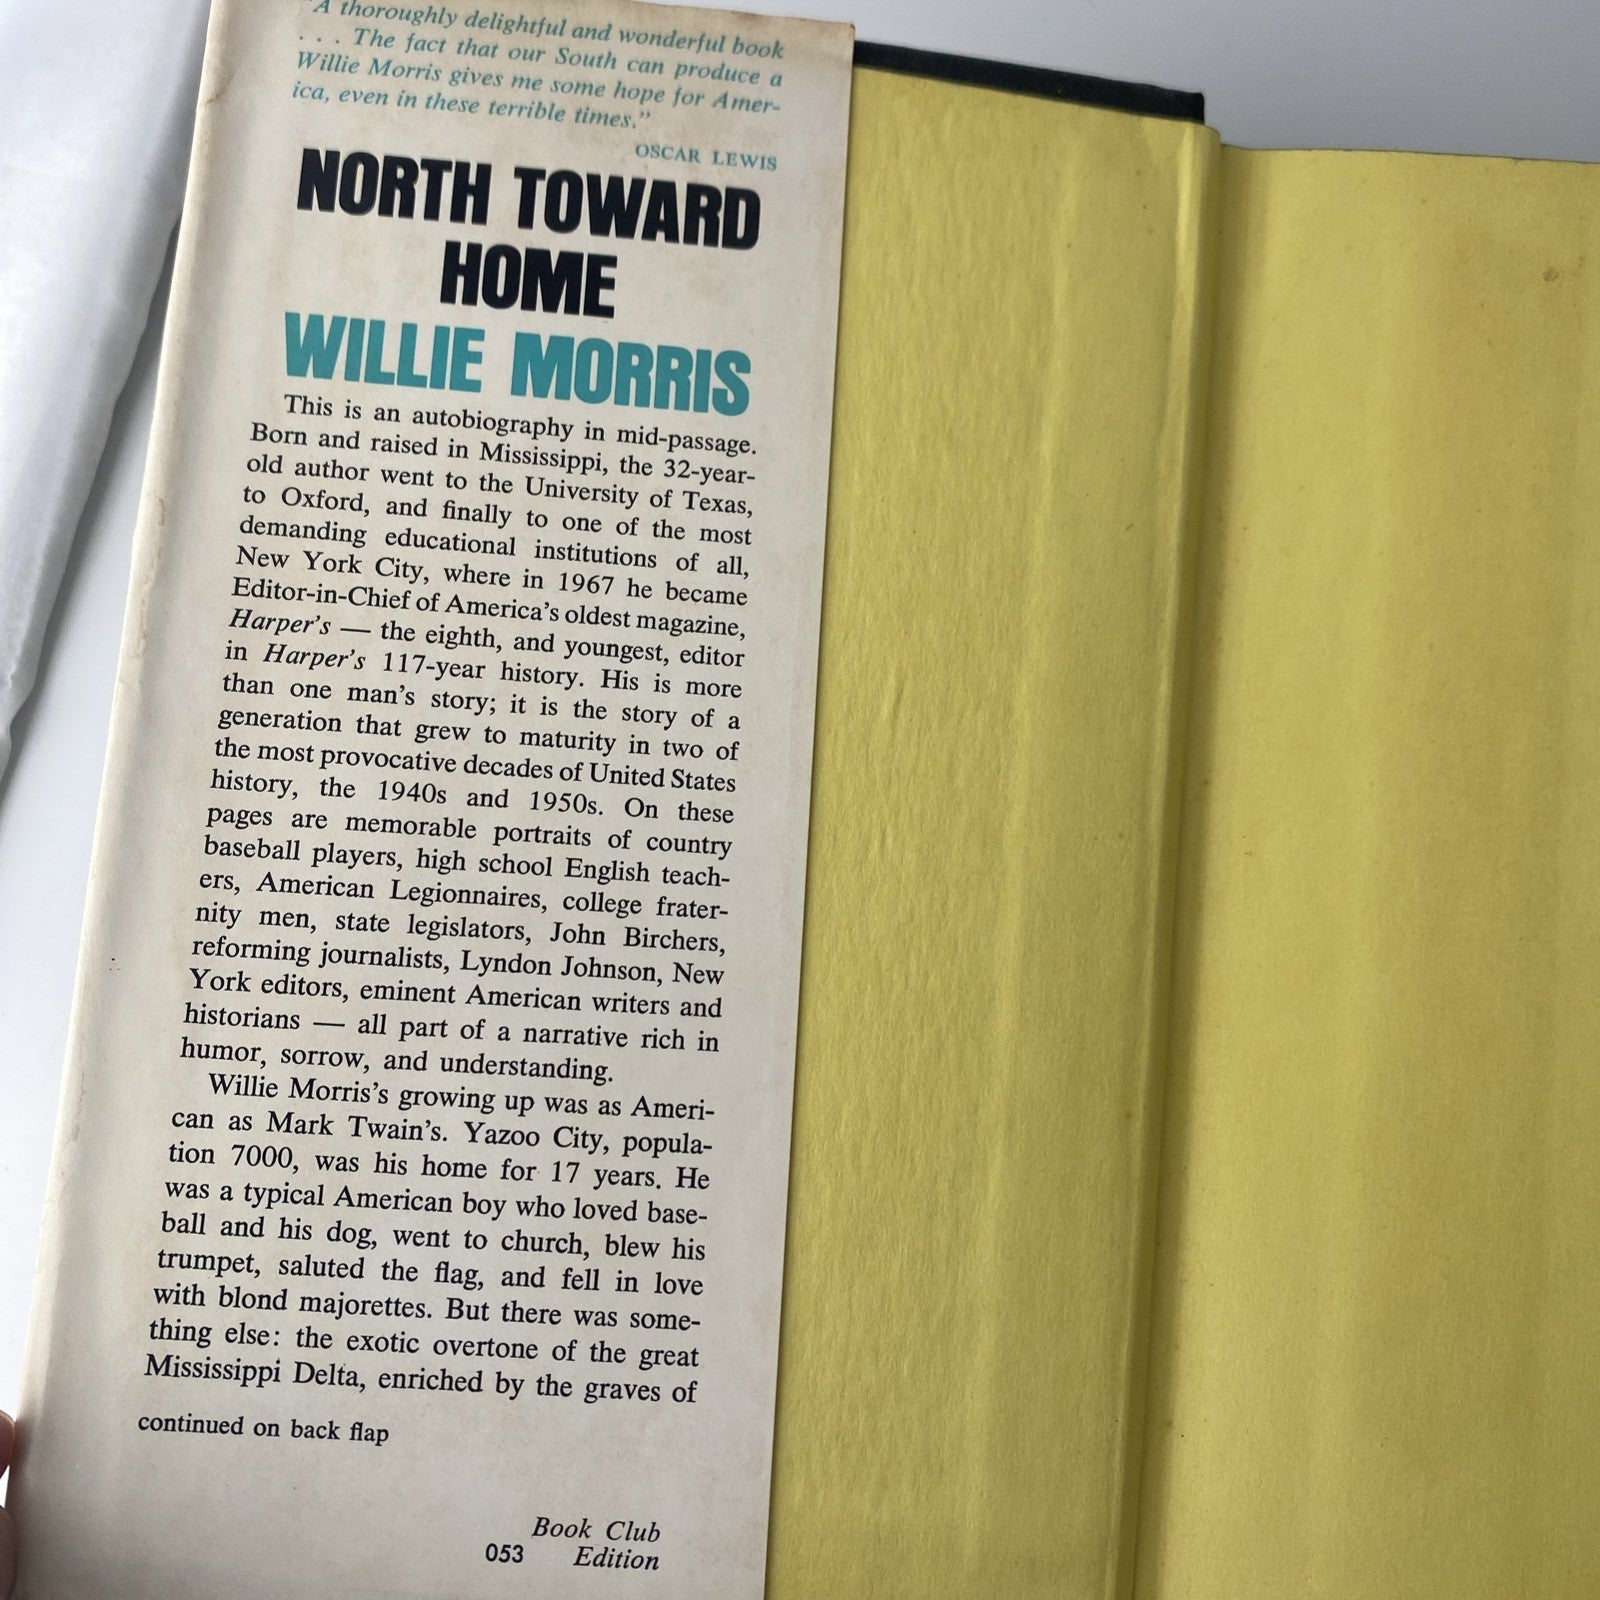 "A thoroughly delightful and wonderful book
. . . The fact that our South can produce a
Willie Morris gives me some hope for Amer-
ica, even in these terrible times."
OSCAR LEWIS
NORTH TOWARD
HOME
WILLIE MORRIS
This is an autobiography in mid-passage.
Born and raised in Mississippi, the 32-year-
old author went to the University of Texas,
to Oxford, and finally to one of the most
demanding educational institutions of all,
New York City, where in 1967 he became
Editor-in-Chief of America's oldest magazine,
Harper's — the eighth, and youngest, editor
in Harper's 117-year history. His is more
than one man's story; it is the story of a
generation that grew to maturity in two of
the most provocative decades of United States
history, the 1940s and 1950s. On these
pages are memorable portraits of country
baseball players, high school English teach-
ers, American Legionnaires, college frater-
nity men, state legislators, John Birchers,
reforming journalists, Lyndon Johnson, New
York editors, eminent American writers and
historians — all part of a narrative rich in
humor, sorrow, and understanding.
Willie Morris's growing up was as Ameri-
can as Mark Twain's. Yazoo City, popula-
tion 7000, was his home for 17 years. He
was a typical American boy who loved base-
ball and his dog, went to church, blew his
trumpet, saluted the flag, and fell in love
with blond majorettes. But there was some-
thing else: the exotic overtone of the great
Mississippi Delta, enriched by the graves of
continued on back flap
Book Club
053 Edition